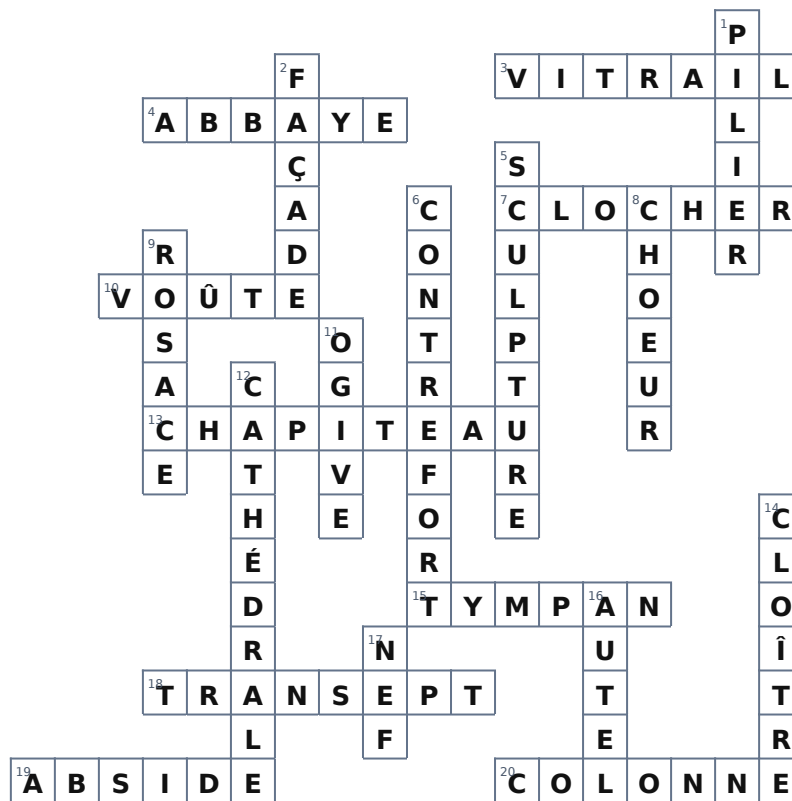 1 PILIER
2 FAÇADE
3 VITRAIL
4 ABBAYE
5 SCULPTURE
6 CONTREFORT
7 CLOCHER
8 CHOEUR
9 ROSACE
10 VOÛTE
11 OGIVE
12 CATHÉDRALE
13 CHAPITEAU
14 CLOÎTRE
15 TYMPAN
16 AUTEL
17 NEF
18 TRANSEPT
19 ABSIDE
20 COLONNE